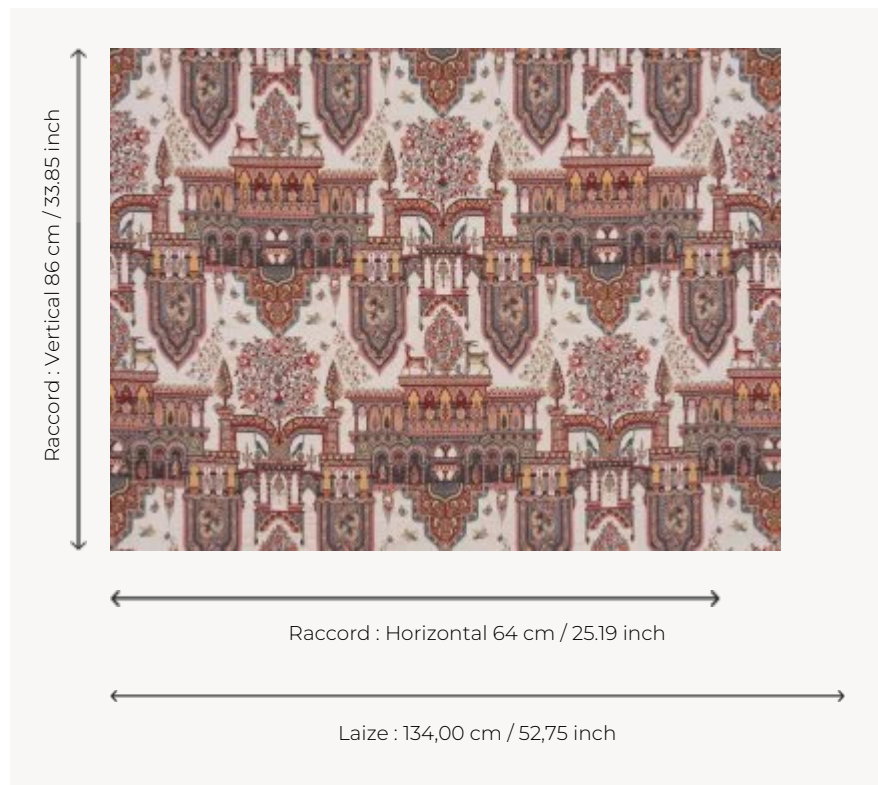 Raccord : Vertical 86 cm / 33.85 inch
Raccord : Horizontal 64 cm / 25.19 inch
Laize : 134,00 cm / 52,75 inch